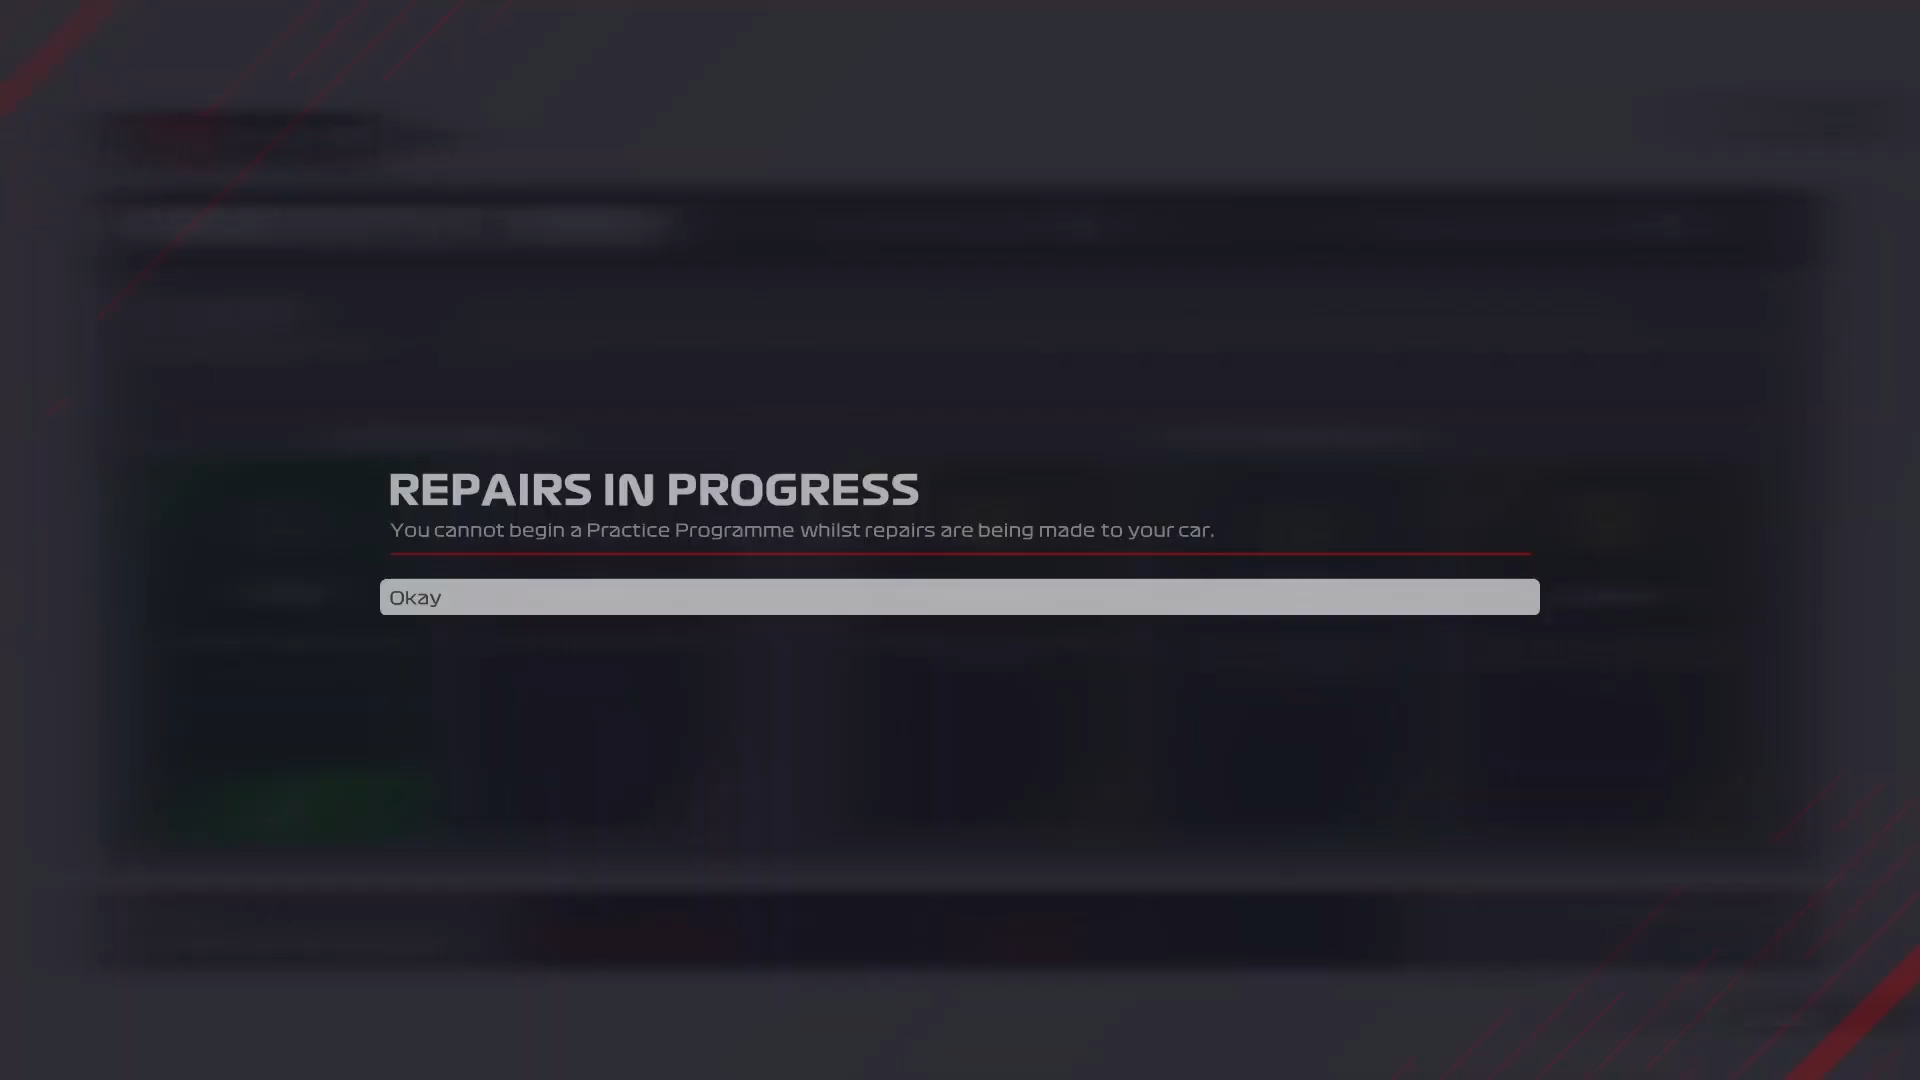 REPAIRS IN PROGRESS
You cannot begin a Practice Programme whilst repairs are being made to your car.
Okay